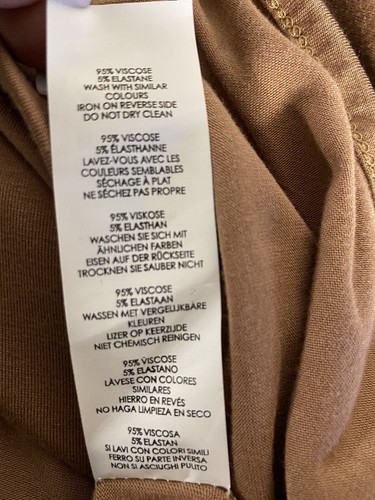 95% VISCOSE
5% ELASTANE
WASH WITH SIMILAR
COLOURS
IRON ON REVERSE SIDE
DO NOT DRY CLEAN
95% VISCOSE
5% ÉLASTHANNE
LAVEZ-VOUS AVEC LES
COULEURS SEMBLABLES
SÉCHAGE À PLAT
NE SÉCHEZ PAS PROPRE
95% VISKOSE
5% ELASTHAN
WASCHEN SIE SICH MIT
ÄHNLICHEN FARBEN
EISEN AUF DER RÜCKSEITE
TROCKNEN SIE SAUBER NICHT
95% VISCOSE
5% ELASTAAN
WASSEN MET VERGELIJKBÄRE
KLEUREN
LIZER OP KEERZIJDE
NIET CHEMISCH REINIGEN
95% VISCOSE
5% ELASTANO
LÁVESE CON COLORES
SIMILARES
HIERRO EN REVÉS
NO HAGA LIMPIEZA EN SECO
95% VISCOSA
5% ELASTAN
SI LAVI CON COLORI SIMILI
FERRO SU PARTE INVERSA
NON SI ASCIUGHI PULITO